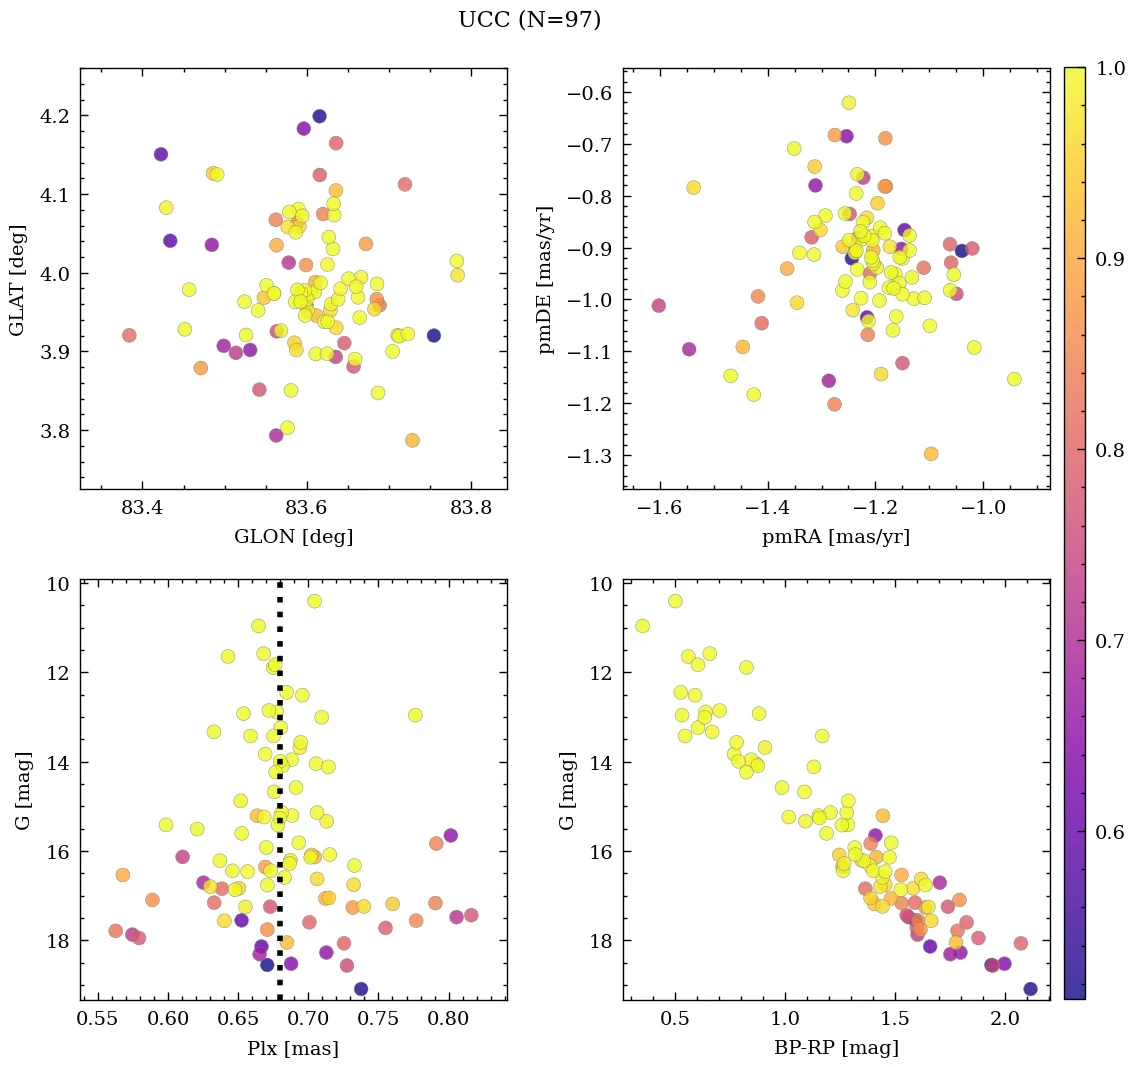 UCC (N=97)
4.2
4.1
4.0
3.9
3.8
GLAT [deg]
83.4 83.6 83.8
GLON [deg]
−0.6
−0.7
−0.8
−0.9
−1.0
−1.1
−1.2
−1.3
pmDE [mas/yr]
−1.6 −1.4 −1.2 −1.0
pmRA [mas/yr]
10
12
14
16
18
G [mag]
0.55 0.60 0.65 0.70 0.75 0.80
Plx [mas]
10
12
14
16
18
G [mag]
0.5 1.0 1.5 2.0
BP-RP [mag]
1.0
0.9
0.8
0.7
0.6